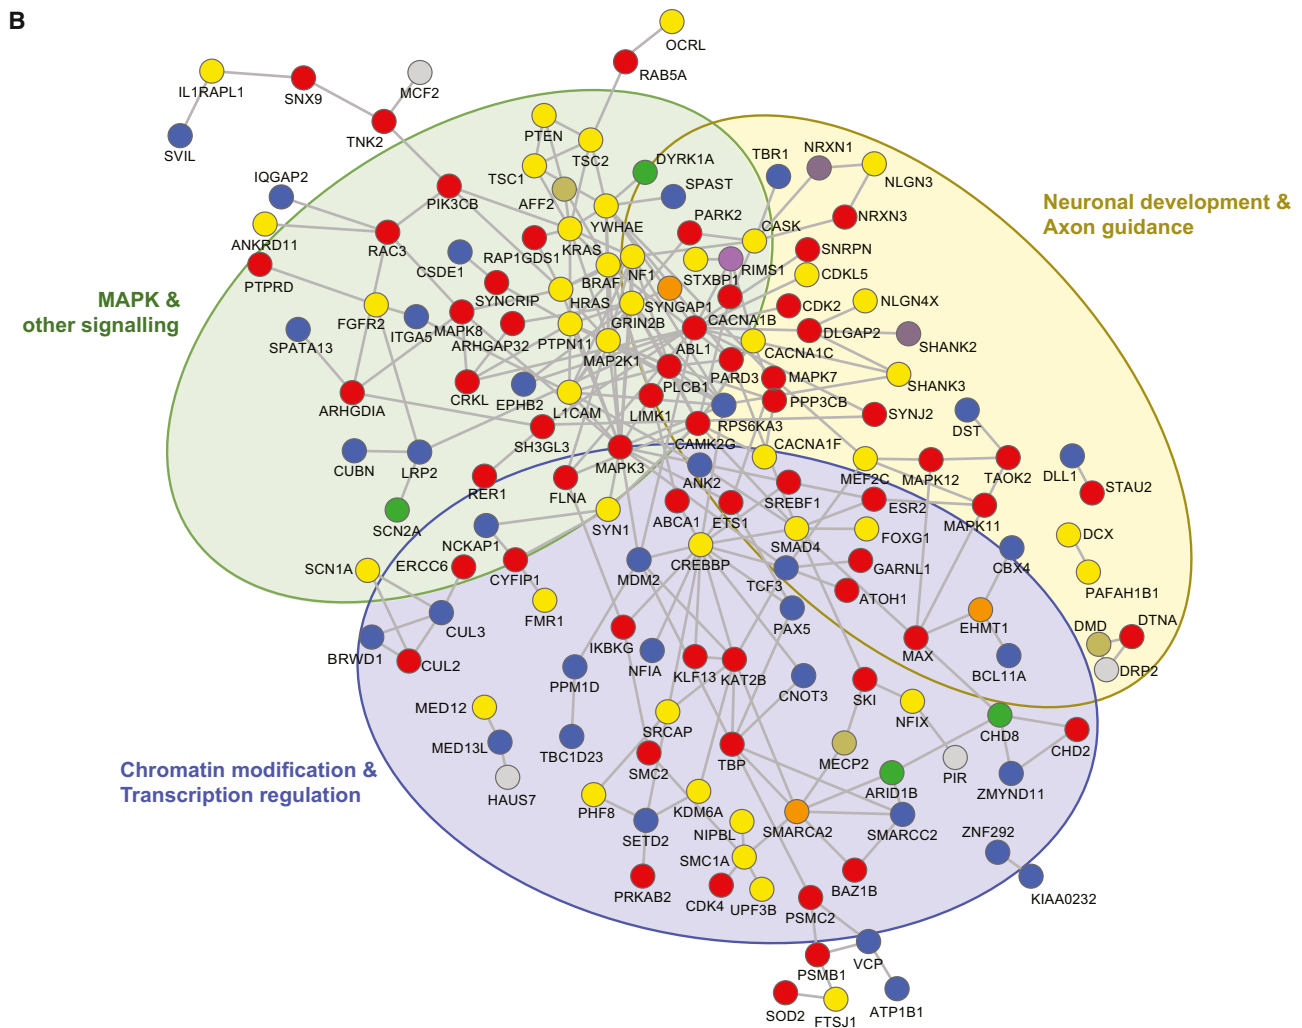 B
OCRL
RAB5A
IL1RAPL1
SNX9
MCF2
TNK2
SVIL
PTEN
TSC2
TSC1
DYRK1A
TBR1
NRXN1
NLGN3
IQGAP2
AFF2
SPAST
PIK3CB
YWHAE
PARK2
CASK
NRXN3
Neuronal development &
Axon guidance
ANKRD11
RAC3
RAP1GDS1
KRAS
SNRPN
PTPRD
CSDE1
BRAF
NF1
STXBP1
RIMS1
CDKL5
MAPK &
other signalling
SYNCRIP
HRAS
SYNGAP1
NLGN4X
FGFR2
ITGA5
MAPK8
GRIN2B
CACNA1B
CDK2
SPATA13
ARHGAP32
PTPN11
ABL1
DLGAP2
SHANK2
MAP2K1
CACNA1C
PLCB1
PARD3
MAPK7
SHANK3
ARHGDIA
CRKL
EPHB2
L1CAM
LIMK1
RPS6KA3
PPP3CB
SYNJ2
DST
SH3GL3
CAMK2G
CACNA1F
CUBN
LRP2
MAPK3
ANK2
MEF2C
MAPK12
TAOK2
DLL1
STAU2
RER1
FLNA
SREBF1
ESR2
MAPK11
SCN2A
SYN1
ABCA1
ETS1
SMAD4
FOXG1
DCX
NCKAP1
SCN1A
ERCC6
CYFIP1
MDM2
CREBBP
TCF3
GARNL1
CBX4
PAFAH1B1
FMR1
ATOH1
CUL3
PAX5
EHMT1
DMD
DTNA
BRWD1
CUL2
IKBKG
NFIA
KLF13
KAT2B
MAX
BCL11A
DRP2
PPM1D
CNOT3
SKI
NFIX
MED12
SRCAP
CHD8
CHD2
MED13L
TBC1D23
SMC2
TBP
MECP2
PIR
Chromatin modification &
Transcription regulation
HAUS7
ARID1B
ZMYND11
PHF8
KDM6A
SMARCA2
SMARCC2
SETD2
NIPBL
ZNF292
SMC1A
PRKAB2
CDK4
UPF3B
BAZ1B
KIAA0232
PSMC2
VCP
PSMB1
SOD2
FTSJ1
ATP1B1